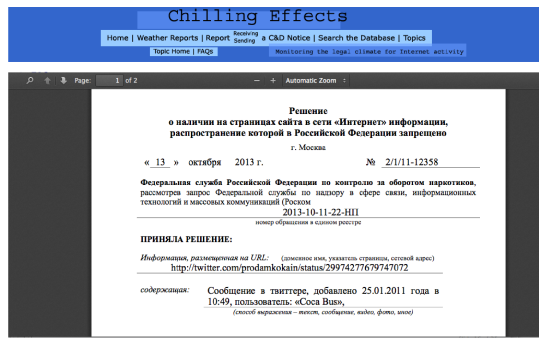 Chilling Effects
Home | Weather Reports | Report Receiving Sending a C&D Notice | Search the Database | Topics
Topic Home | FAQs
Monitoring the legal climate for Internet activity
Page: 1 of 2 − + Automatic Zoom
Решение
о наличии на страницах сайта в сети «Интернет» информации,
распространение которой в Российской Федерации запрещено
г. Москва
« 13 » октября 2013 г. № 2/1/11-12358
Федеральная служба Российской Федерации по контролю за оборотом наркотиков,
рассмотрев запрос Федеральной службы по надзору в сфере связи, информационных
технологий и массовых коммуникаций (Роском
2013-10-11-22-НП
номер обращения в едином реестре
ПРИНЯЛА РЕШЕНИЕ:
Информация, размещенная на URL: (доменное имя, указатель страницы, сетевой адрес)
http://twitter.com/prodamkokain/status/29974277679747072
содержащая: Сообщение в твиттере, добавлено 25.01.2011 года в
10:49, пользователь: «Coca Bus»,
(способ выражения – текст, сообщение, видео, фото, иное)